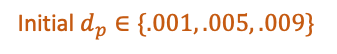 Initial dₚ ∈ {.001,.005,.009}